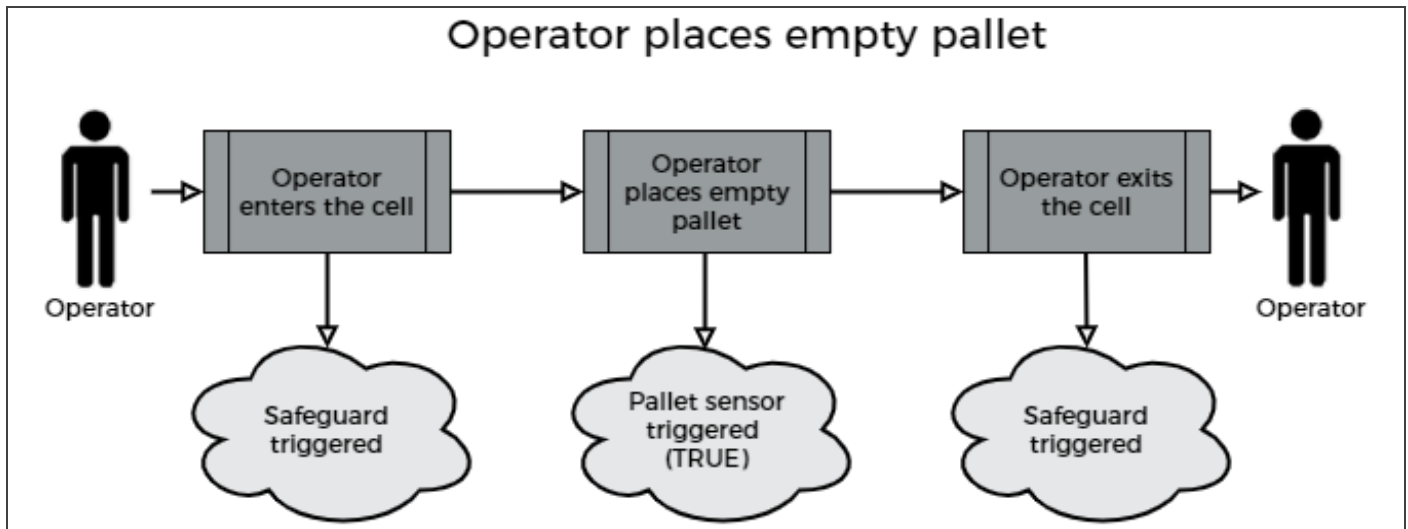 Operator places empty pallet
Operator
enters the cell
Operator
places empty
pallet
Operator exits
the cell
Operator
Operator
Safeguard
triggered
Pallet sensor
triggered
(TRUE)
Safeguard
triggered